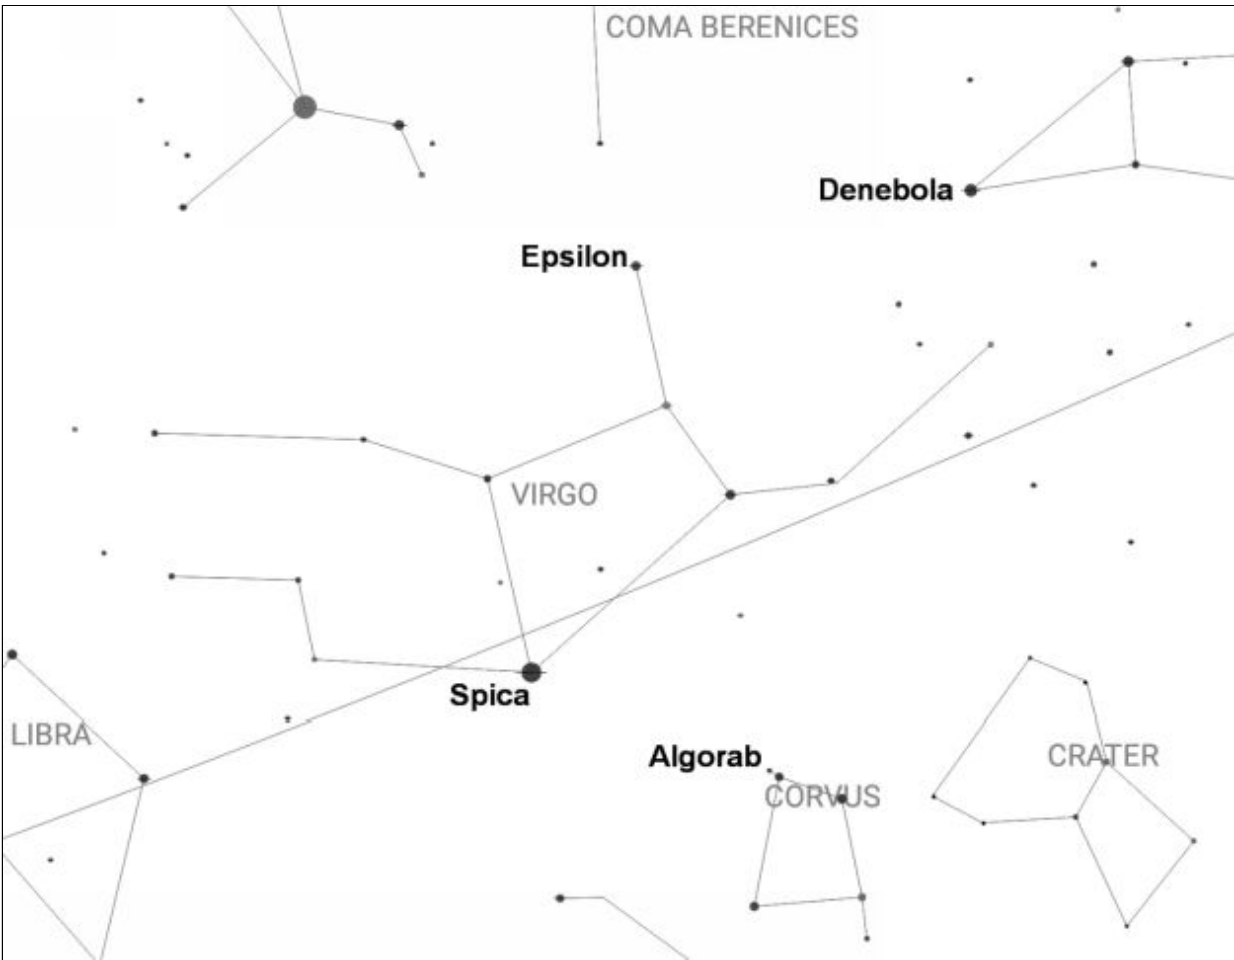 COMA BERENICES
Denebola
Epsilon
VIRGO
Spica
LIBRA
Algorab
CRATER
CORVUS